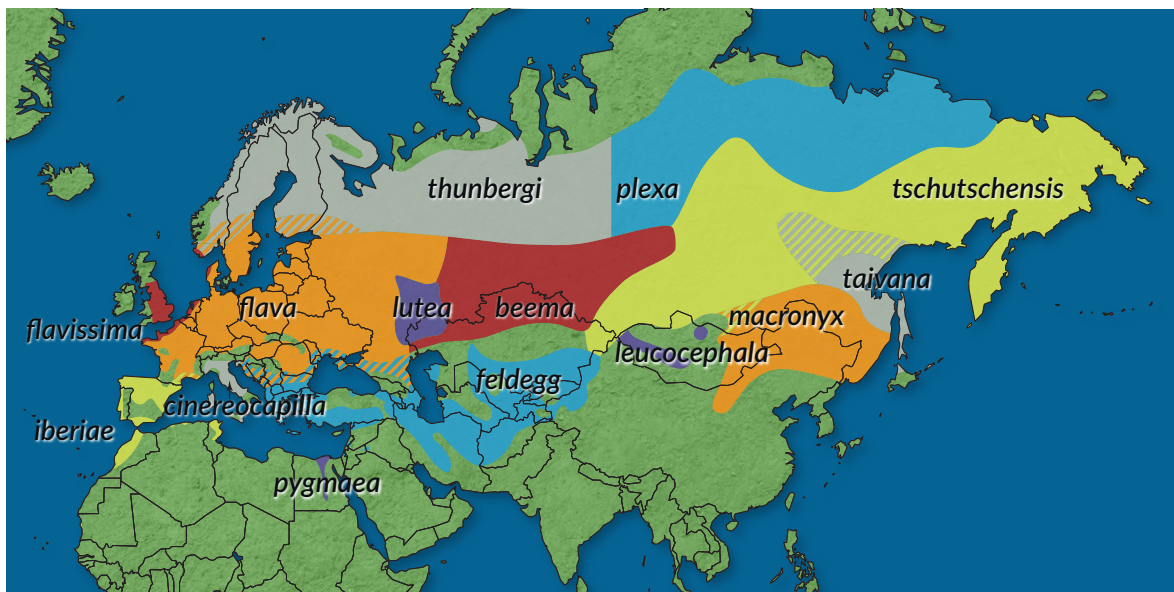 thunbergi
plexa
tschutschensis
taivana
flava
lutea
beema
macronyx
flavissima
leucocephala
feldegg
cinereocapilla
iberiae
pygmaea